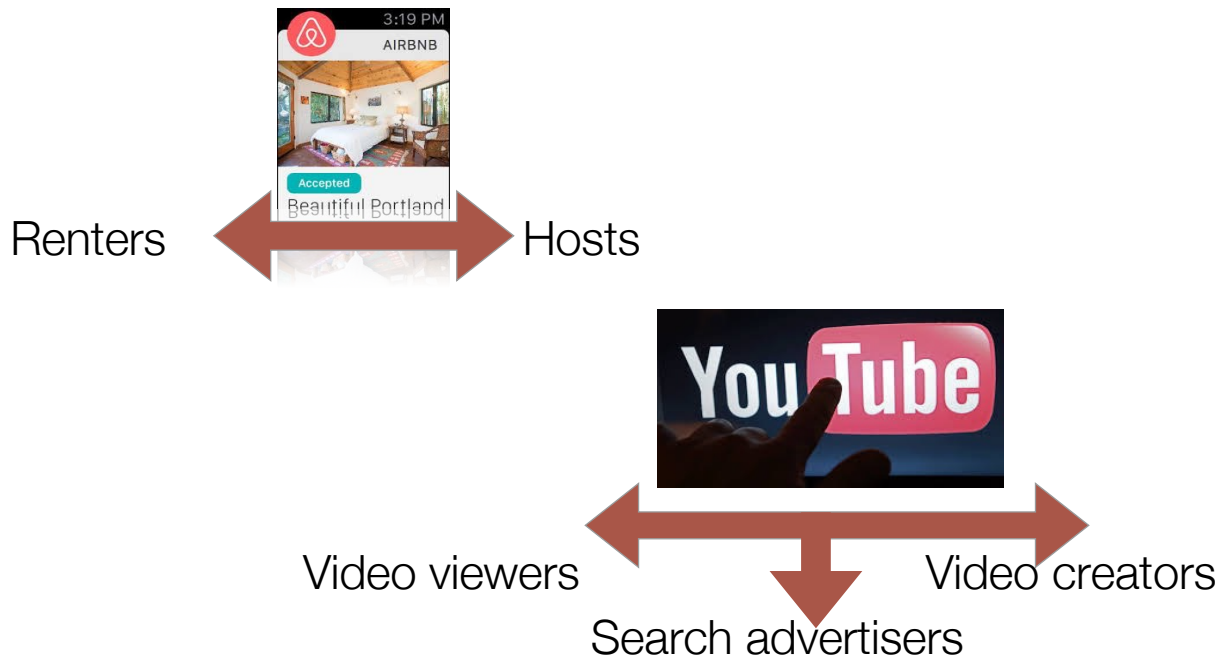 3:19 PM
AIRBNB
Accepted
Beautiful Portland
Renters
Hosts
YouTube
Video viewers
Video creators
Search advertisers